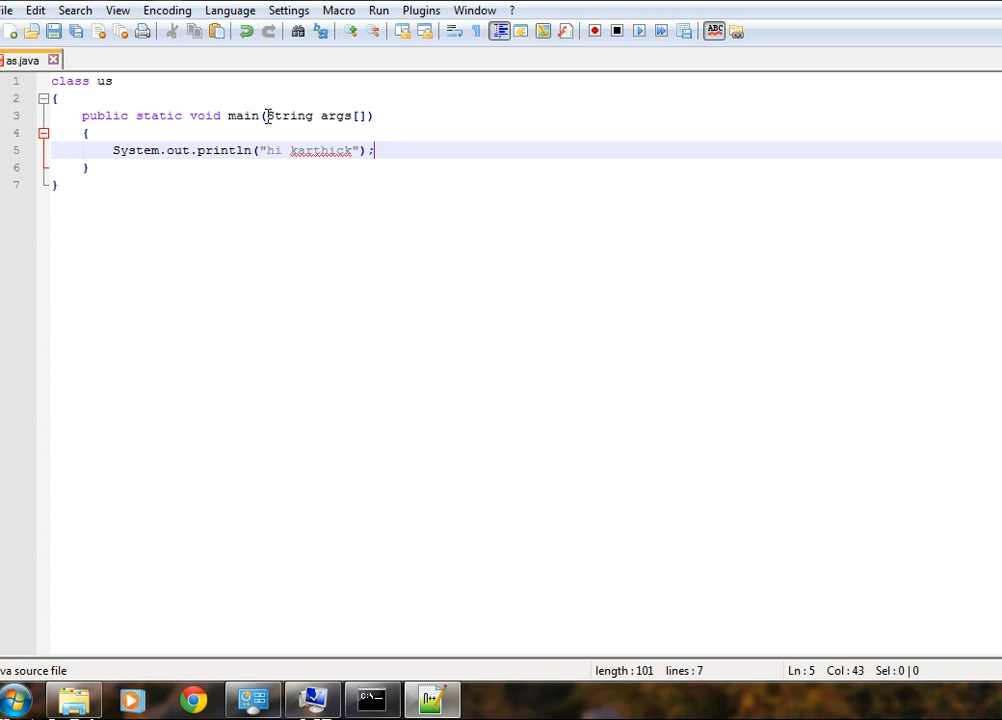 ile Edit Search View Encoding Language Settings Macro Run Plugins Window ?
as.java
1 class us
2 {
3 public static void main(String args[])
4 {
5 System.out.println("hi karthick");
6 }
7 }
va source file length : 101 lines : 7 Ln : 5 Col : 43 Sel : 0 | 0